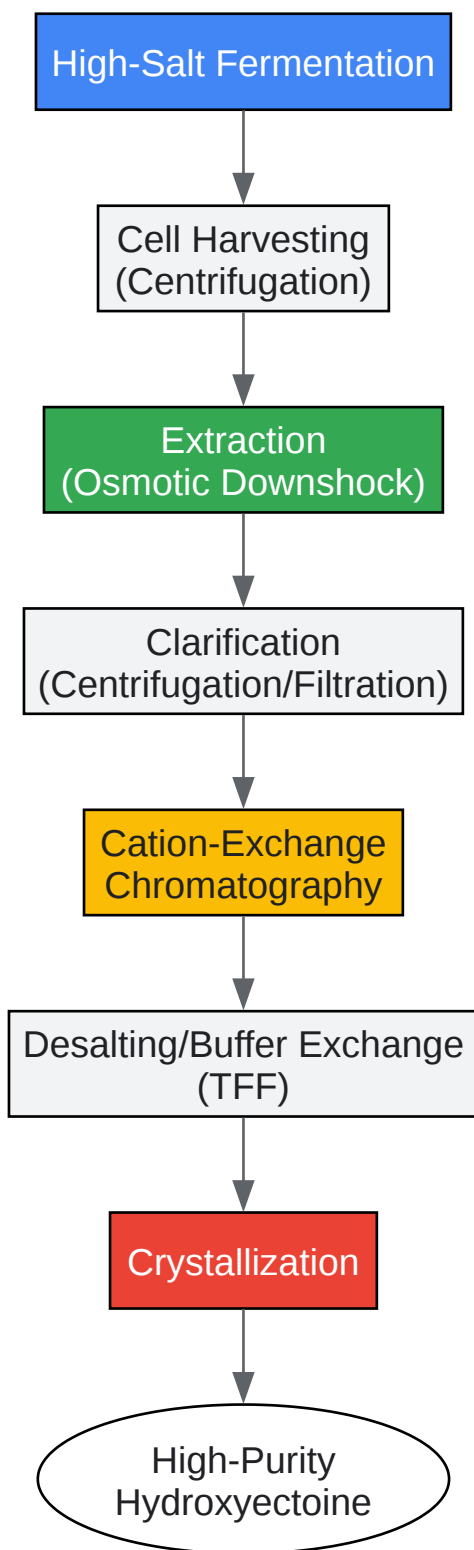 High-Salt Fermentation
Cell Harvesting
(Centrifugation)
Extraction
(Osmotic Downshock)
Clarification
(Centrifugation/Filtration)
Cation-Exchange
Chromatography
Desalting/Buffer Exchange
(TFF)
Crystallization
High-Purity
Hydroxyectoine